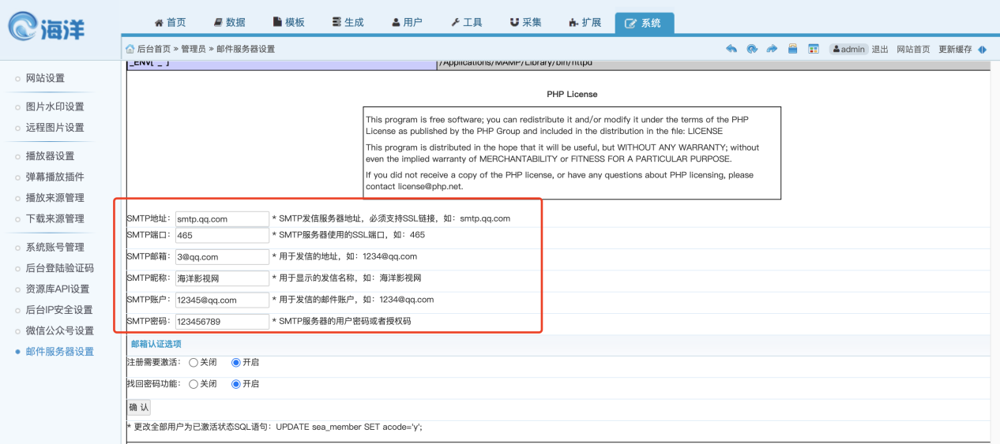 海洋
首页
数据
模板
生成
用户
工具
采集
扩展
系统
后台首页 » 管理员 » 邮件服务器设置
admin 退出 网站首页 更新缓存
网站设置
图片水印设置
远程图片设置
播放器设置
弹幕播放插件
播放来源管理
下载来源管理
系统账号管理
后台登陆验证码
资源库API设置
后台IP安全设置
微信公众号设置
邮件服务器设置
_ENV['_']
/Applications/MAMP/Library/bin/httpd
PHP License
This program is free software; you can redistribute it and/or modify it under the terms of the PHP
License as published by the PHP Group and included in the distribution in the file: LICENSE
This program is distributed in the hope that it will be useful, but WITHOUT ANY WARRANTY; without
even the implied warranty of MERCHANTABILITY or FITNESS FOR A PARTICULAR PURPOSE.
If you did not receive a copy of the PHP license, or have any questions about PHP licensing, please
contact license@php.net.
SMTP地址： smtp.qq.com * SMTP发信服务器地址，必须支持SSL链接，如：smtp.qq.com
SMTP端口： 465 * SMTP服务器使用的SSL端口，如：465
SMTP邮箱： 3@qq.com * 用于发信的地址，如：1234@qq.com
SMTP昵称： 海洋影视网 * 用于显示的发信名称，如：海洋影视网
SMTP账户： 12345@qq.com * 用于发信的邮件账户，如：1234@qq.com
SMTP密码： 123456789 * SMTP服务器的用户密码或者授权码
邮箱认证选项
注册需要激活： 关闭 开启
找回密码功能： 关闭 开启
确 认
* 更改全部用户为已激活状态SQL语句：UPDATE sea_member SET acode='y';